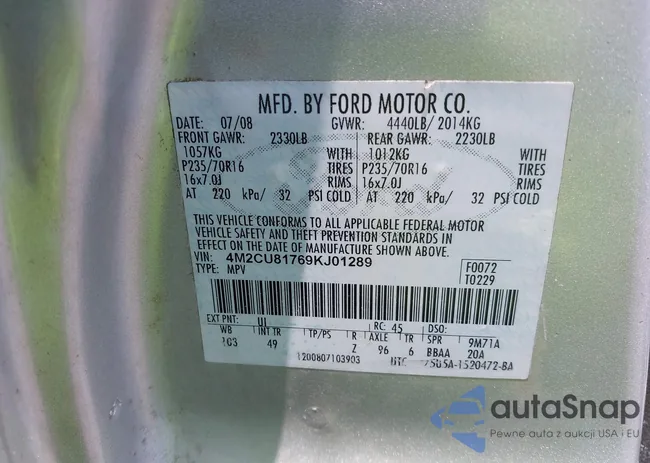 MFD. BY FORD MOTOR CO.
DATE: 07/08 GVWR: 4440LB/ 2014KG
FRONT GAWR: 2330LB REAR GAWR: 2230LB
1057KG WITH 1012KG WITH
P235/70R16 TIRES P235/70R16 TIRES
16x7.0J RIMS 16x7.0J RIMS
AT 220 kPa/ 32 PSI COLD AT 220 kPa/ 32 PSI COLD
THIS VEHICLE CONFORMS TO ALL APPLICABLE FEDERAL MOTOR
VEHICLE SAFETY AND THEFT PREVENTION STANDARDS IN
EFFECT ON THE DATE OF MANUFACTURE SHOWN ABOVE.
VIN: 4M2CU81769KJ01289 F0072
TYPE: MPV T0229
EXT PNT: UI RC: 45 DSO:
WB INT TR TP/PS R AXLE TR SPR 9M71A
103 49 Z 96 6 BBAA 20A
1200807103903 UTC
autaSnap
Pewne auta z aukcji USA i EU